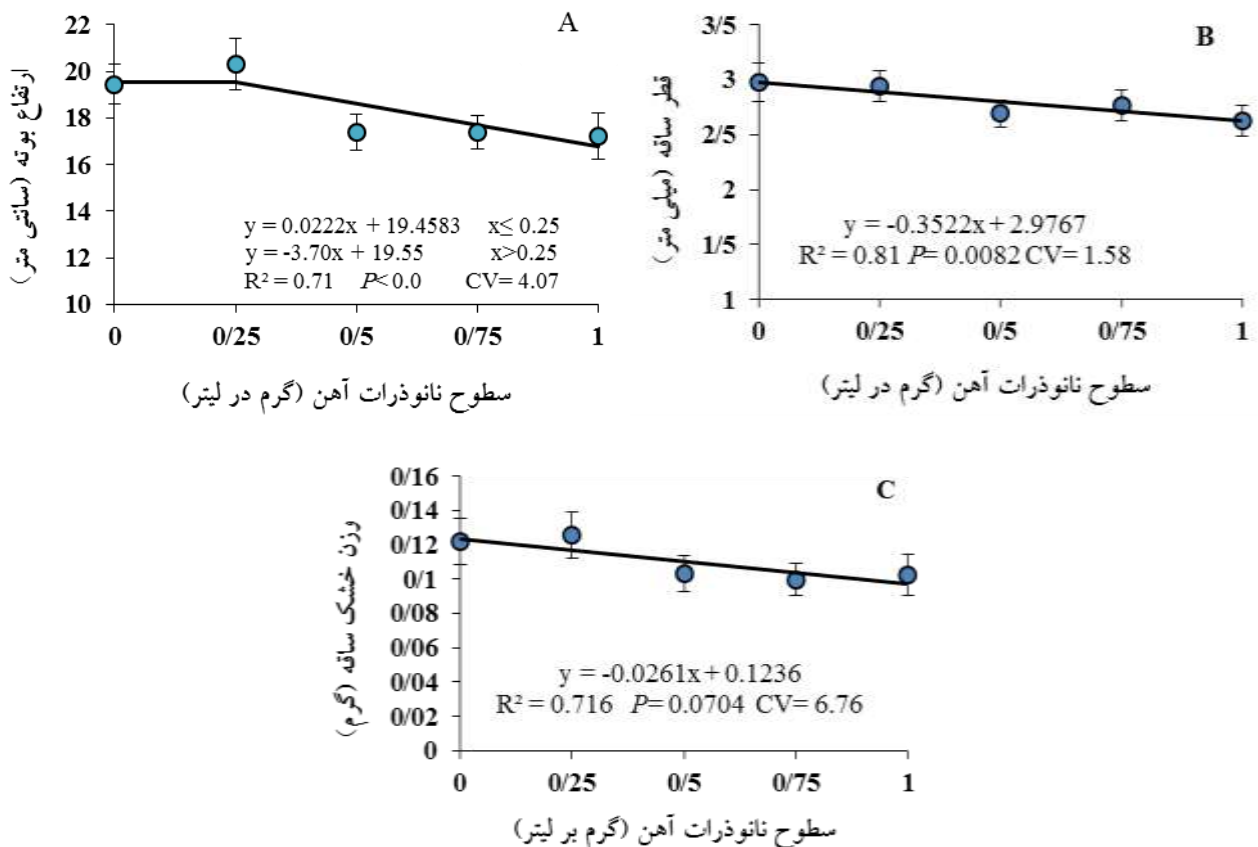 A
ارتفاع بوته (سانتی متر)
22
20
18
16
14
12
10
y = 0.0222x + 19.4583 x≤ 0.25
y = -3.70x + 19.55 x>0.25
R² = 0.71 P<0.0 CV= 4.07
0 0/25 0/5 0/75 1
سطوح نانوذرات آهن (گرم در لیتر)
B
قطر ساقه (میلی متر)
3/5
3
2/5
2
1/5
1
y = -0.3522x + 2.9767
R² = 0.81 P= 0.0082 CV= 1.58
0 0/25 0/5 0/75 1
سطوح نانوذرات آهن (گرم در لیتر)
C
وزن خشک ساقه (گرم)
0/16
0/14
0/12
0/1
0/08
0/06
0/04
0/02
0
y = -0.0261x + 0.1236
R² = 0.716 P= 0.0704 CV= 6.76
0 0/25 0/5 0/75 1
سطوح نانوذرات آهن (گرم بر لیتر)